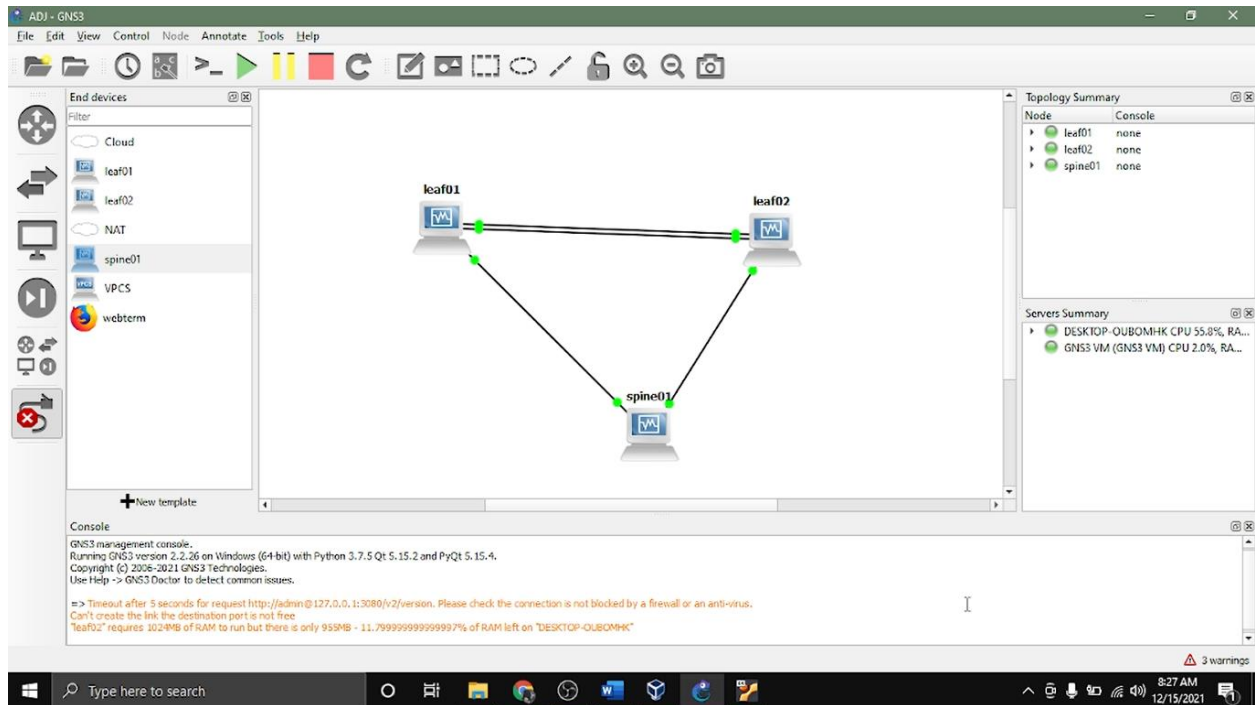 ADJ - GNS3
File Edit View Control Node Annotate Tools Help
End devices
Filter
Cloud
leaf01
leaf02
NAT
spine01
VPCS
webterm
New template
leaf01
leaf02
spine01
Topology Summary
Node Console
leaf01 none
leaf02 none
spine01 none
Servers Summary
DESKTOP-OUBOMHK CPU 55.8%, RA...
GNS3 VM (GNS3 VM) CPU 2.0%, RA...
Console
GNS3 management console.
Running GNS3 version 2.2.26 on Windows (64-bit) with Python 3.7.5 Qt 5.15.2 and PyQt 5.15.4.
Copyright (c) 2006-2021 GNS3 Technologies.
Use Help -> GNS3 Doctor to detect common issues.
=> Timeout after 5 seconds for request http://admin@127.0.0.1:3080/v2/version. Please check the connection is not blocked by a firewall or an anti-virus.
Can't create the link the destination port is not free
"leaf02" requires 1024MB of RAM to run but there is only 955MB - 11.799999999999997% of RAM left on "DESKTOP-OUBOMHK"
3 warnings
Type here to search
8:27 AM
12/15/2021